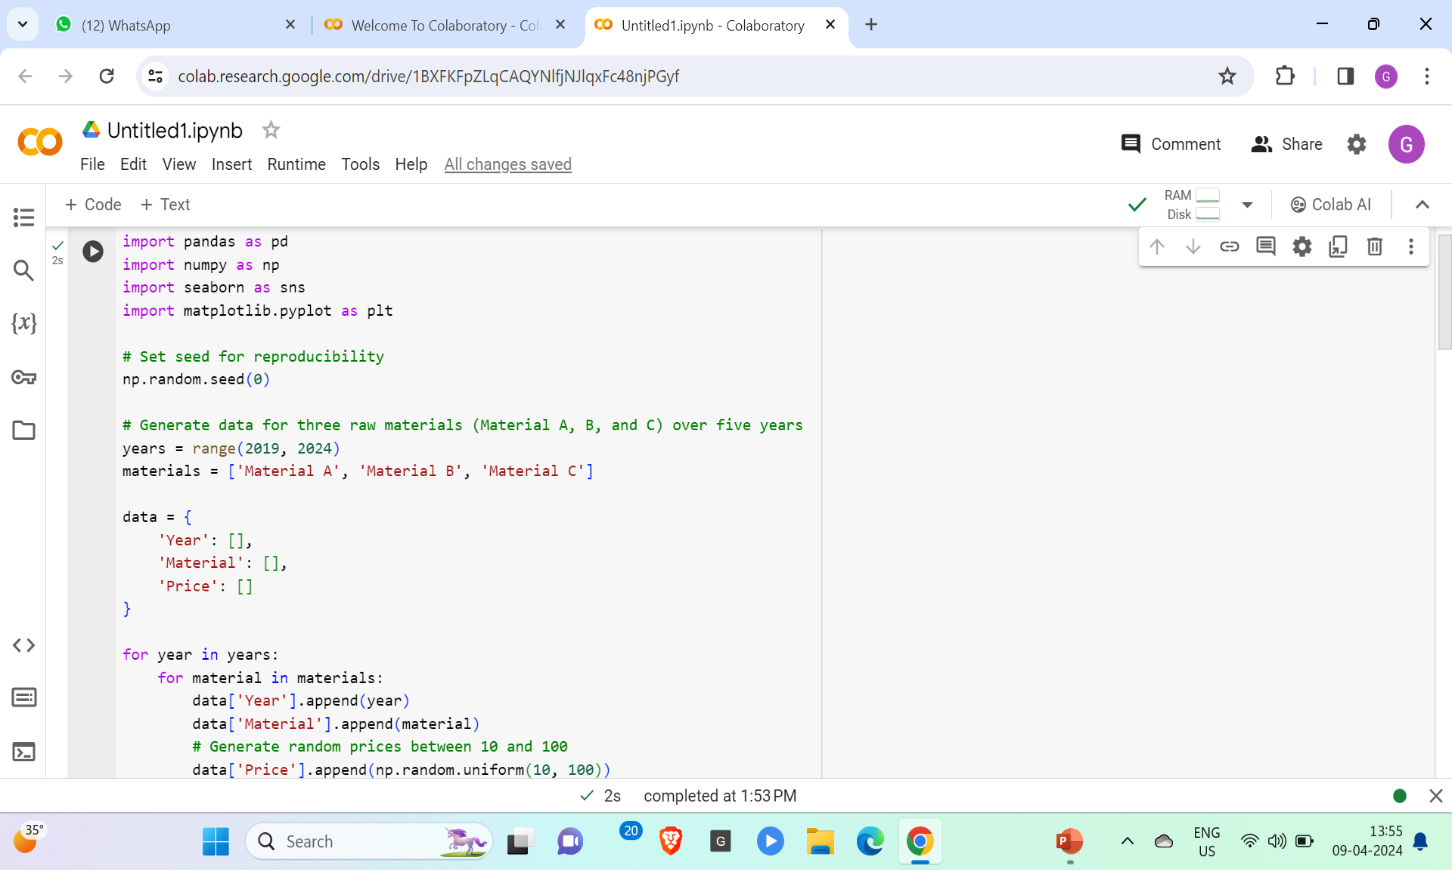 (12) WhatsApp
Welcome To Colaboratory - Col
Untitled1.ipynb - Colaboratory
colab.research.google.com/drive/1BXFKFpZLqCAQYNlfjNJlqxFc48njPGyf
G
Untitled1.ipynb
File Edit View Insert Runtime Tools Help All changes saved
Comment
Share
G
+ Code + Text
RAM
Disk
Colab AI
2s
import pandas as pd
import numpy as np
import seaborn as sns
import matplotlib.pyplot as plt
# Set seed for reproducibility
np.random.seed(0)
# Generate data for three raw materials (Material A, B, and C) over five years
years = range(2019, 2024)
materials = ['Material A', 'Material B', 'Material C']
data = {
    'Year': [],
    'Material': [],
    'Price': []
}
for year in years:
    for material in materials:
        data['Year'].append(year)
        data['Material'].append(material)
        # Generate random prices between 10 and 100
        data['Price'].append(np.random.uniform(10, 100))
{x}
2s completed at 1:53 PM
35°
Search
20
G
P
ENG
US
13:55
09-04-2024